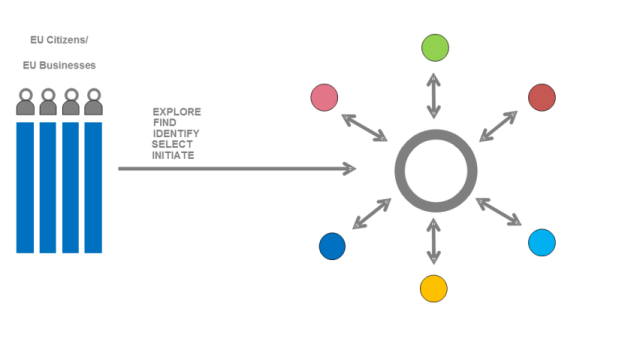 EU Citizens/
EU Businesses
EXPLORE
FIND
IDENTIFY
SELECT
INITIATE